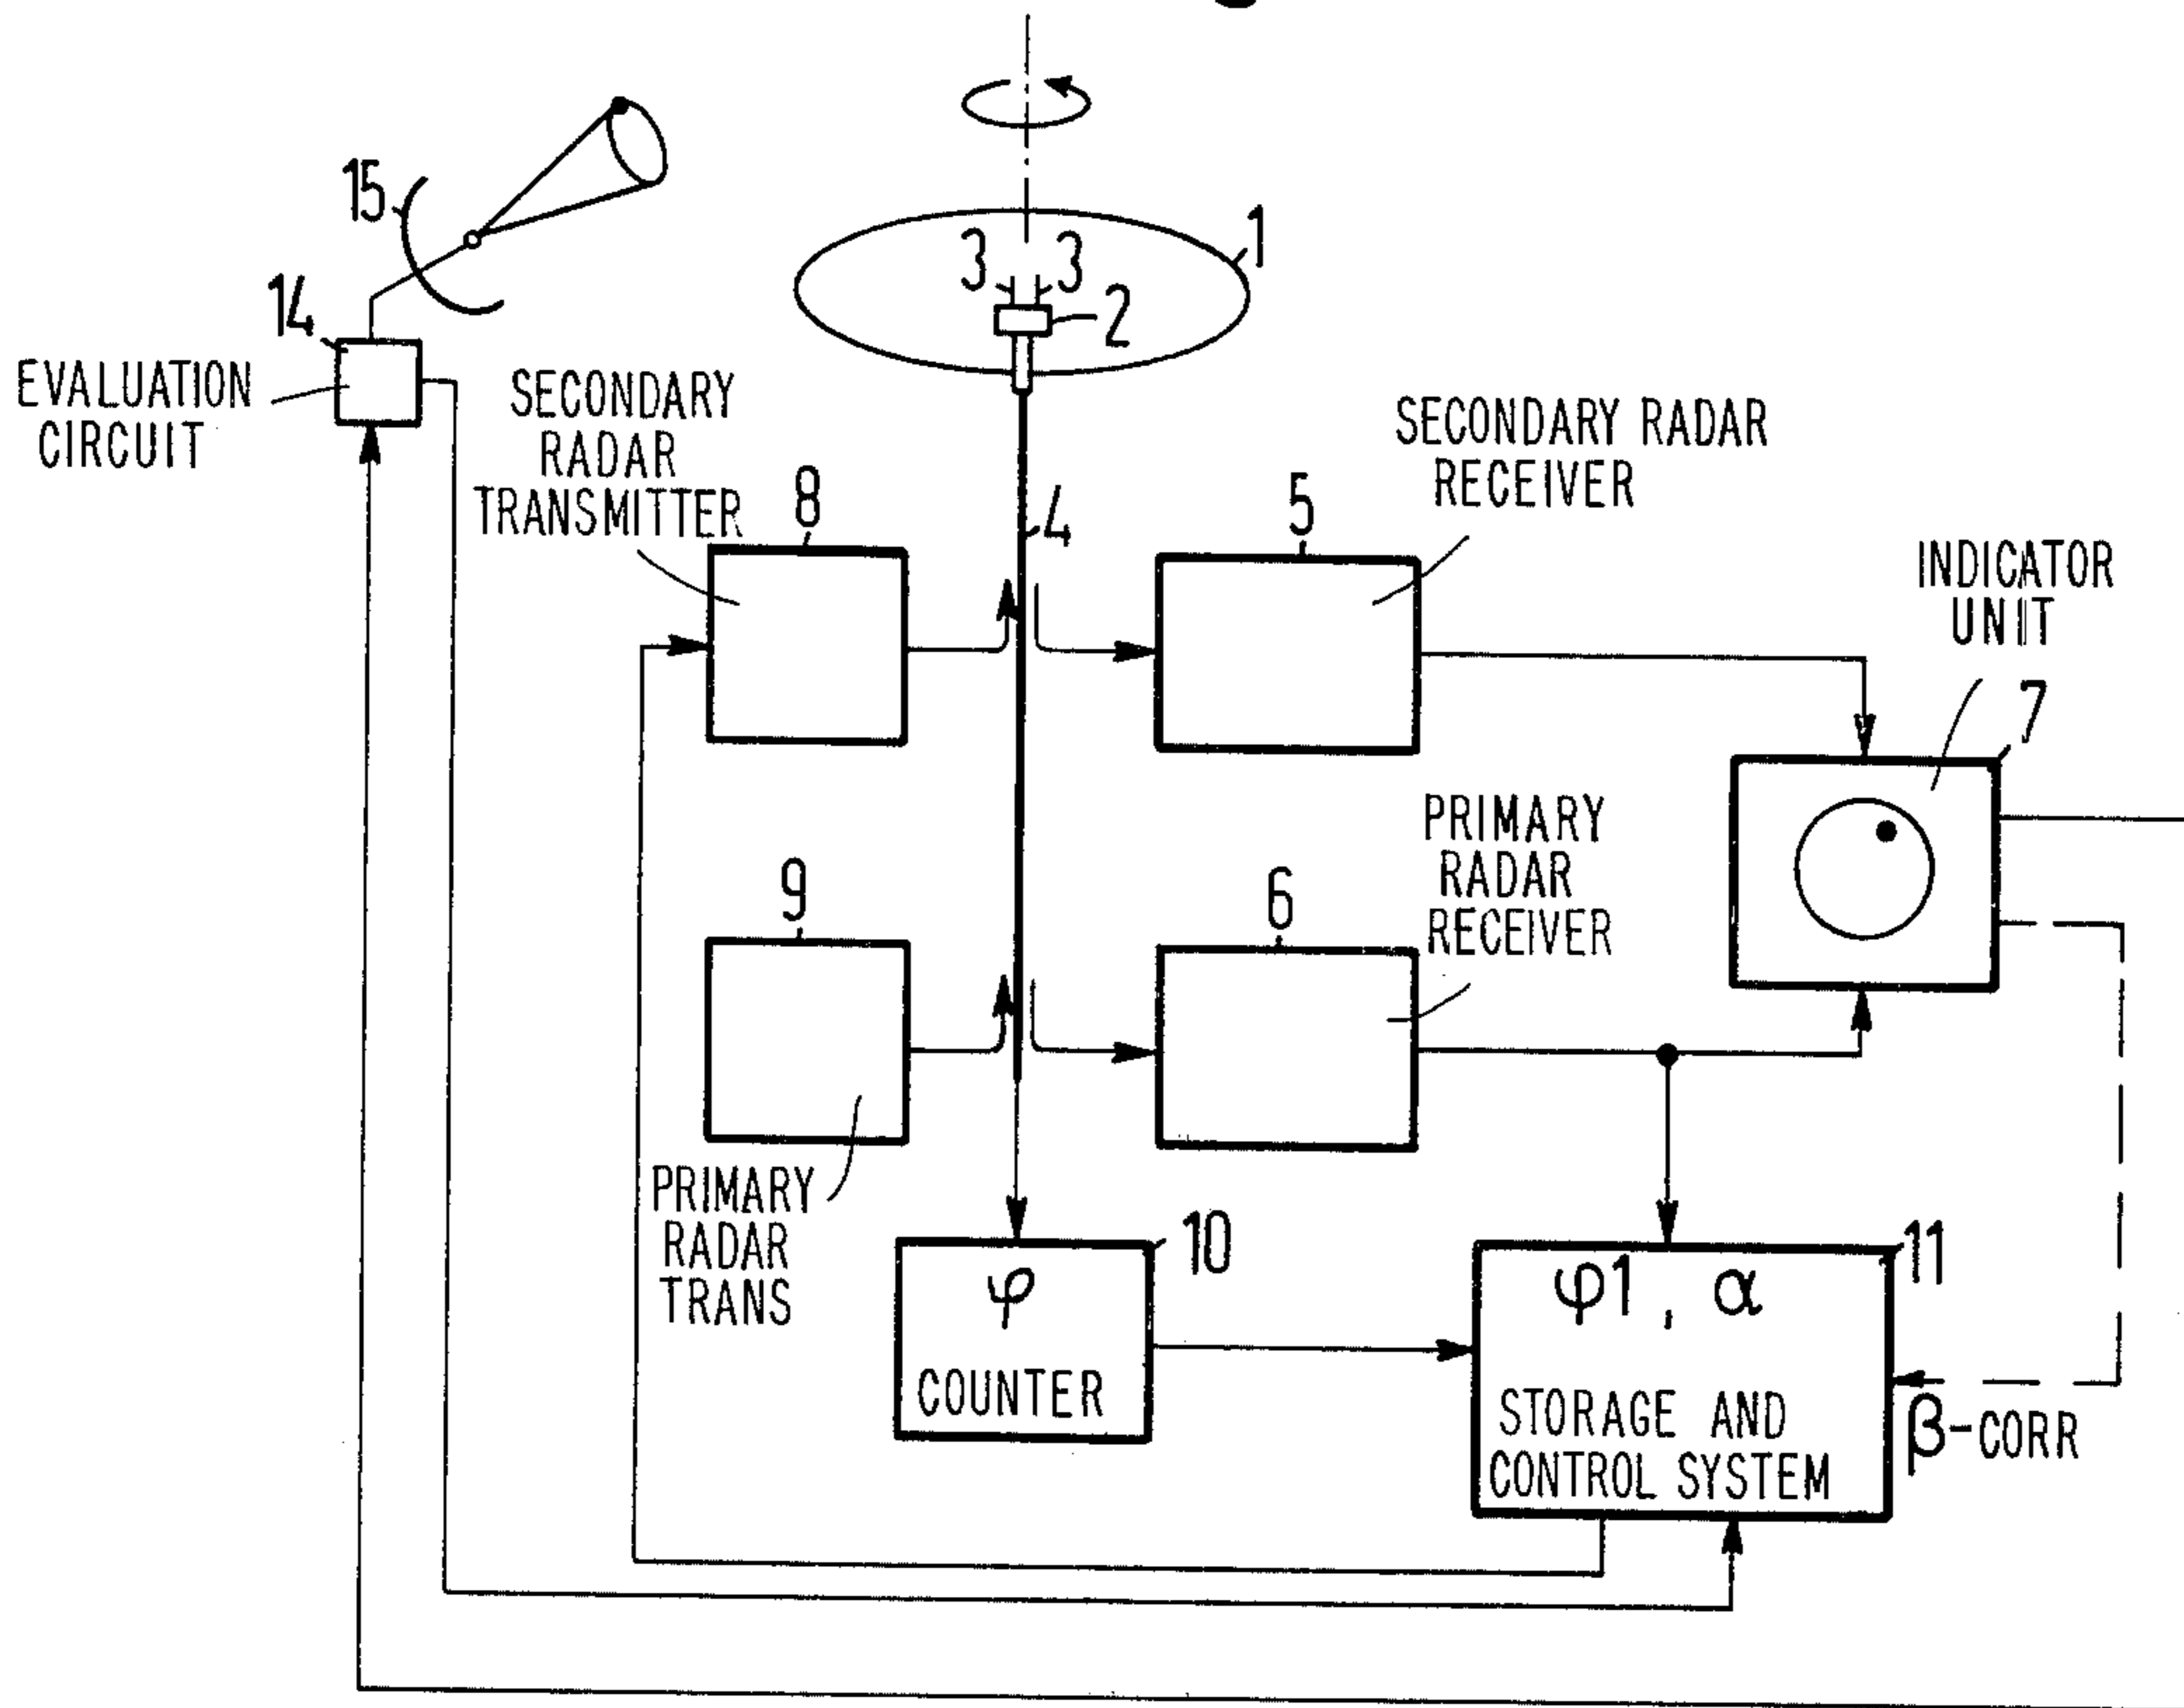 15
14
EVALUATION
CIRCUIT
1
3 3
2
SECONDARY
RADAR
TRANSMITTER
8
4
SECONDARY RADAR
RECEIVER
5
INDICATOR
UNIT
7
9
PRIMARY
RADAR
TRANS
6
PRIMARY
RADAR
RECEIVER
10
φ
COUNTER
11
φ1, α
STORAGE AND
CONTROL SYSTEM
β-CORR